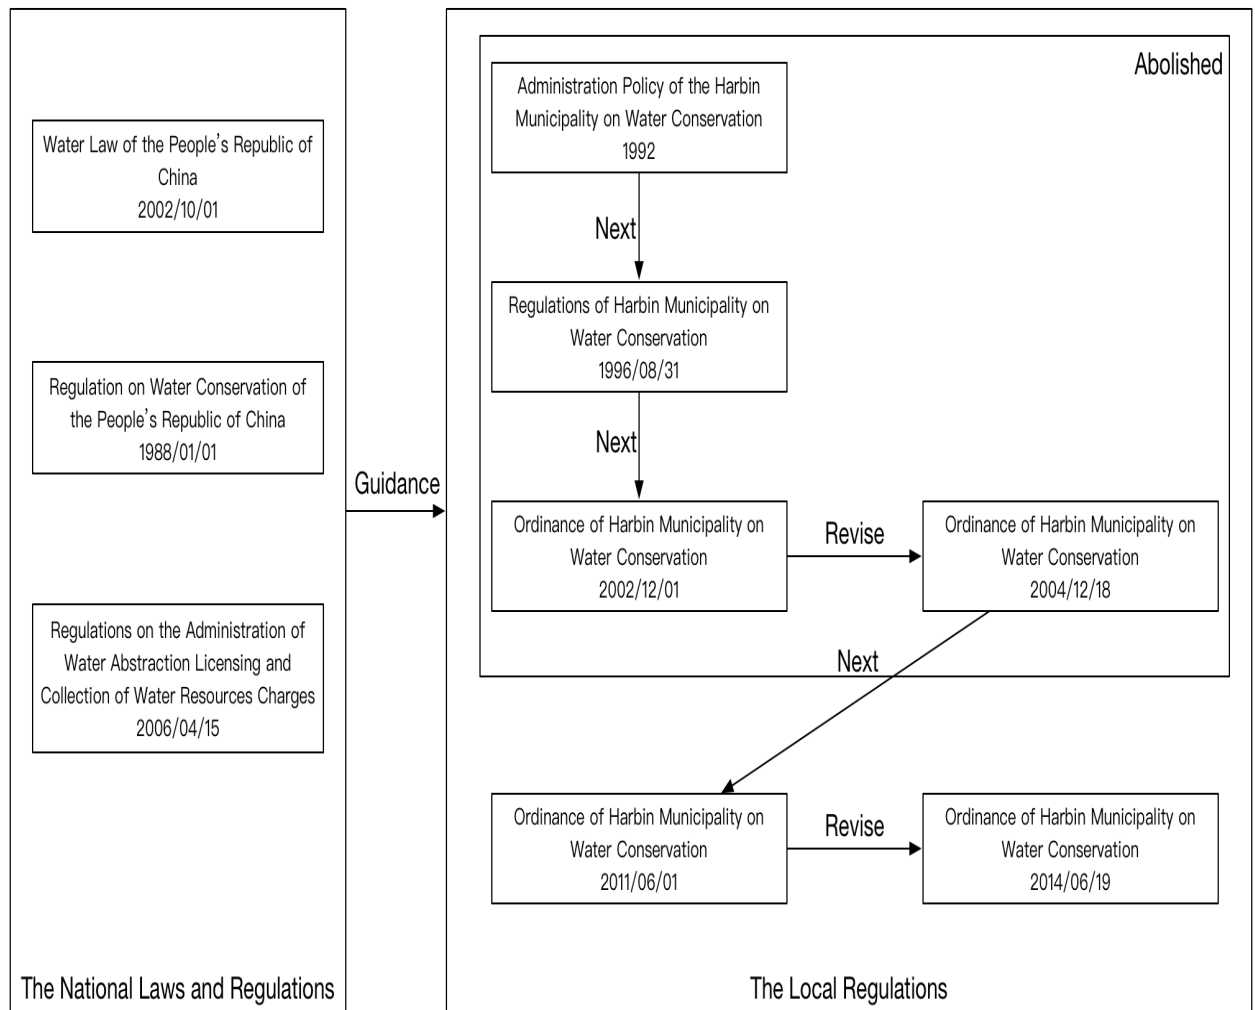 Water Law of the People's Republic of
China
2002/10/01
Regulation on Water Conservation of
the People's Republic of China
1988/01/01
Regulations on the Administration of
Water Abstraction Licensing and
Collection of Water Resources Charges
2006/04/15
The National Laws and Regulations
Guidance
Abolished
Administration Policy of the Harbin
Municipality on Water Conservation
1992
Next
Regulations of Harbin Municipality on
Water Conservation
1996/08/31
Next
Ordinance of Harbin Municipality on
Water Conservation
2002/12/01
Revise
Ordinance of Harbin Municipality on
Water Conservation
2004/12/18
Next
Ordinance of Harbin Municipality on
Water Conservation
2011/06/01
Revise
Ordinance of Harbin Municipality on
Water Conservation
2014/06/19
The Local Regulations